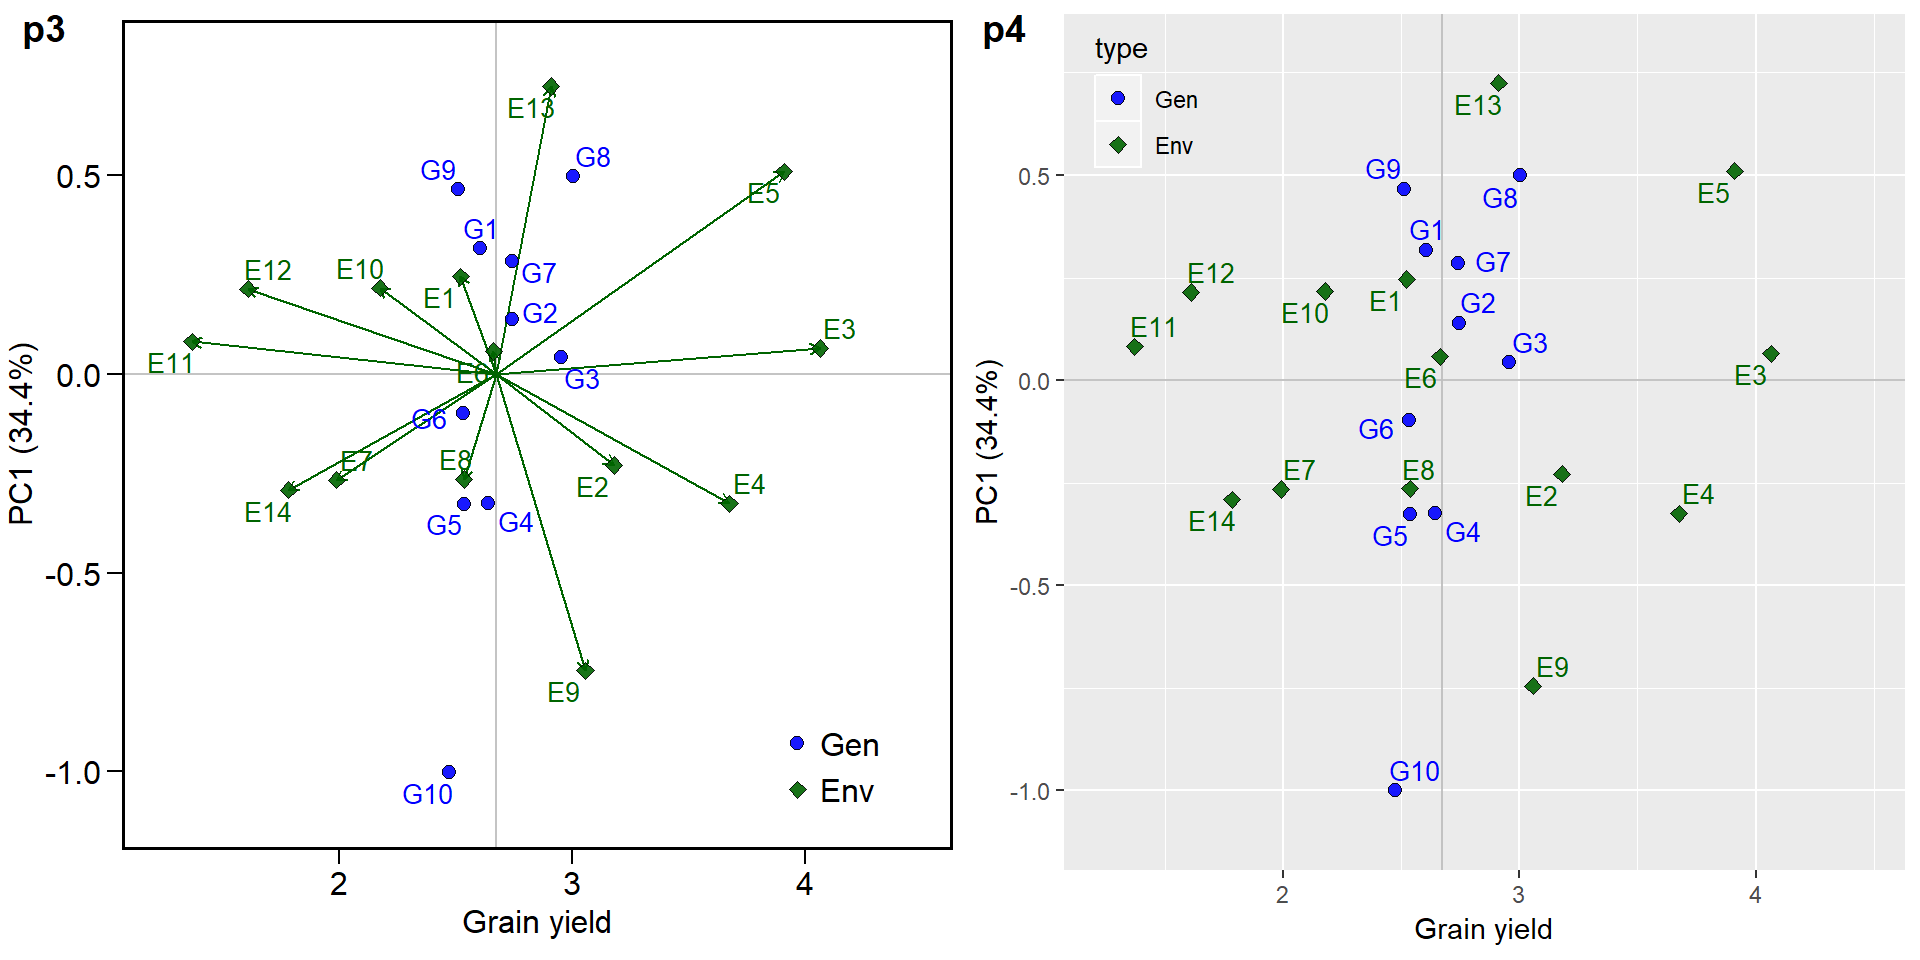 p3
E13
G9
G8
0.5
E5
G1
E12
E10
G7
E1
G2
E3
E11
0.0
E6
G3
G6
E7
E8
E2
E4
E14
G5
G4
-0.5
E9
Gen
-1.0
G10
Env
2
3
4
Grain yield
PC1 (34.4%)
p4
type
Gen
Env
E13
G9
0.5
G8
E5
G1
G7
E12
E10
E1
G2
E11
G3
0.0
E6
E3
G6
E7
E8
E2
E4
E14
G5
G4
-0.5
E9
G10
-1.0
2
3
4
Grain yield
PC1 (34.4%)